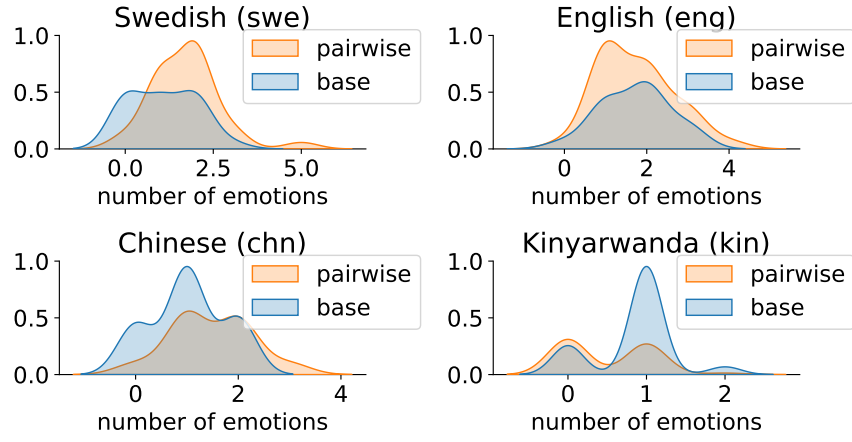 Swedish (swe)
1.0
0.5
0.0
pairwise
base
0.0 2.5 5.0
number of emotions
English (eng)
1.0
0.5
0.0
pairwise
base
0 2 4
number of emotions
Chinese (chn)
1.0
0.5
0.0
pairwise
base
0 2 4
number of emotions
Kinyarwanda (kin)
1.0
0.5
0.0
pairwise
base
0 1 2
number of emotions